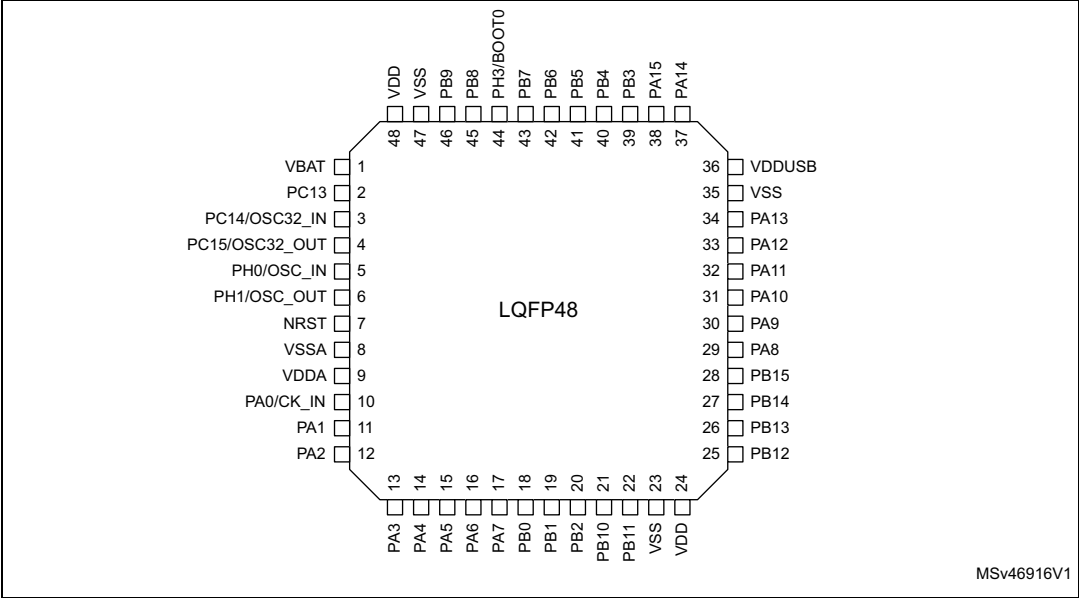 VDD
VSS
PB9
PB8
PH3/BOOT0
PB7
PB6
PB5
PB4
PB3
PA15
PA14
48
47
46
45
44
43
42
41
40
39
38
37
VBAT 1
PC13 2
PC14/OSC32_IN 3
PC15/OSC32_OUT 4
PH0/OSC_IN 5
PH1/OSC_OUT 6
NRST 7
VSSA 8
VDDA 9
PA0/CK_IN 10
PA1 11
PA2 12
LQFP48
36 VDDUSB
35 VSS
34 PA13
33 PA12
32 PA11
31 PA10
30 PA9
29 PA8
28 PB15
27 PB14
26 PB13
25 PB12
13
14
15
16
17
18
19
20
21
22
23
24
PA3
PA4
PA5
PA6
PA7
PB0
PB1
PB2
PB10
PB11
VSS
VDD
MSv46916V1